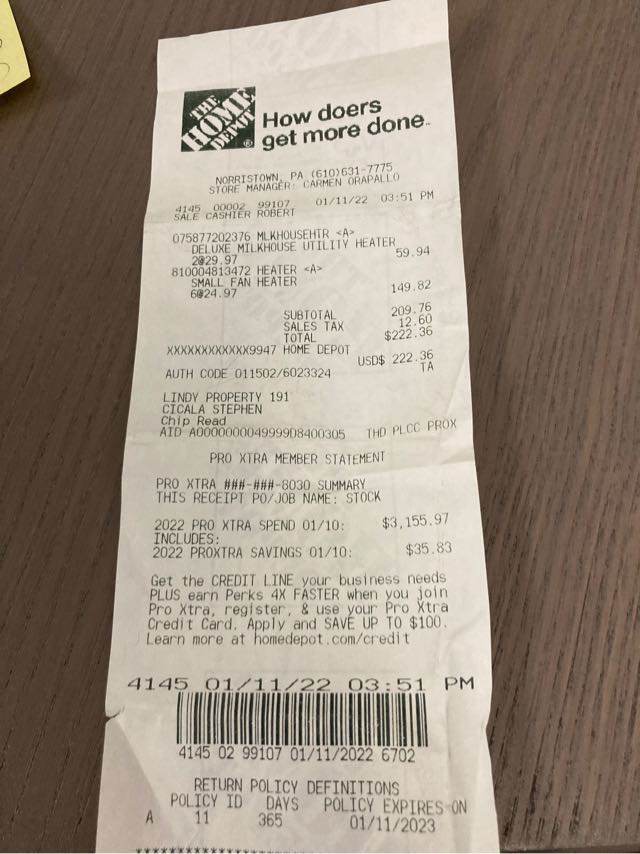 THE
HOME
DEPOT
®
How doers
get more done™
NORRISTOWN, PA (610)631-7775
STORE MANAGER: CARMEN ORAPALLO
4145 00002 99107 01/11/22 03:51 PM
SALE CASHIER ROBERT
075877202376 MLKHOUSEHTR <A>
DELUXE MILKHOUSE UTILITY HEATER
2@29.97 59.94
810004813472 HEATER <A>
SMALL FAN HEATER
6@24.97 149.82
SUBTOTAL 209.76
SALES TAX 12.60
TOTAL $222.36
XXXXXXXXXXXX9947 HOME DEPOT
USD$ 222.36
AUTH CODE 011502/6023324 TA
LINDY PROPERTY 191
CICALA STEPHEN
Chip Read
AID A0000000049999D8400305 THD PLCC PROX
PRO XTRA MEMBER STATEMENT
PRO XTRA ###-###-8030 SUMMARY
THIS RECEIPT PO/JOB NAME: STOCK
2022 PRO XTRA SPEND 01/10: $3,155.97
INCLUDES:
2022 PROXTRA SAVINGS 01/10: $35.83
Get the CREDIT LINE your business needs
PLUS earn Perks 4X FASTER when you join
Pro Xtra, register, & use your Pro Xtra
Credit Card. Apply and SAVE UP TO $100.
Learn more at homedepot.com/credit
4145 01/11/22 03:51 PM
4145 02 99107 01/11/2022 6702
RETURN POLICY DEFINITIONS
POLICY ID DAYS POLICY EXPIRES ON
A 11 365 01/11/2023
***********************************